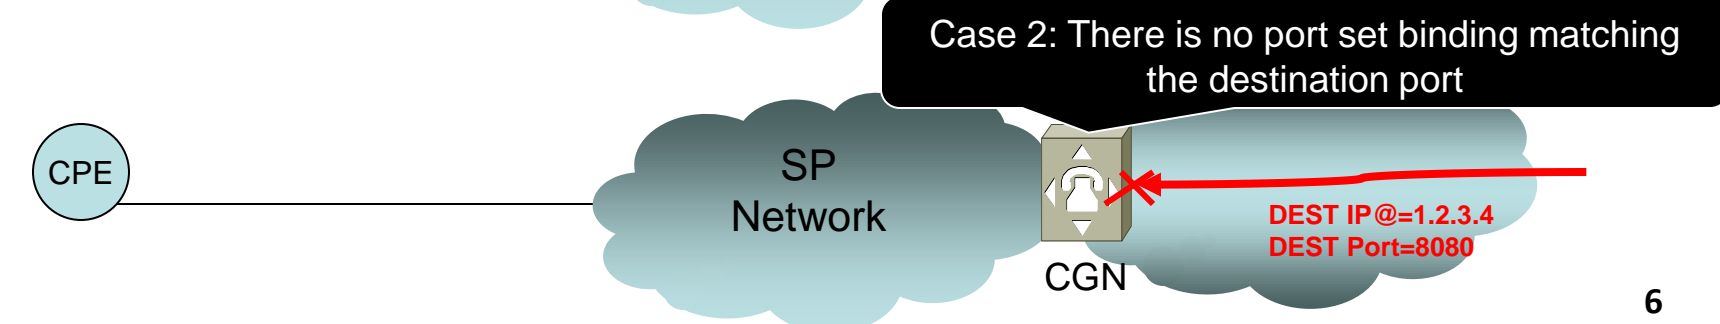 Case 2: There is no port set binding matching
the destination port
CPE
SP
Network
DEST IP@=1.2.3.4
DEST Port=8080
CGN
6